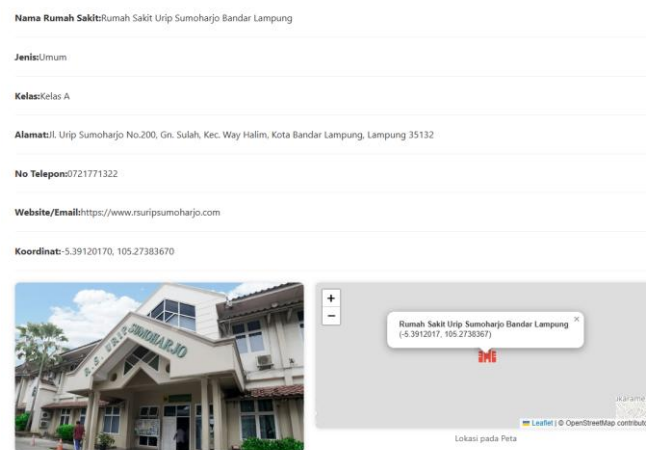 Nama Rumah Sakit:Rumah Sakit Urip Sumoharjo Bandar Lampung
Jenis:Umum
Kelas:Kelas A
Alamat:Jl. Urip Sumoharjo No.200, Gn. Sulah, Kec. Way Halim, Kota Bandar Lampung, Lampung 35132
No Telepon:0721771322
Website/Email:https://www.rsuripsumoharjo.com
Koordinat:-5.39120170, 105.27383670
R.S. URIP SUMOHARJO
+
−
Rumah Sakit Urip Sumoharjo Bandar Lampung
(-5.3912017, 105.2738367)
×
Leaflet | © OpenStreetMap contributo
Lokasi pada Peta